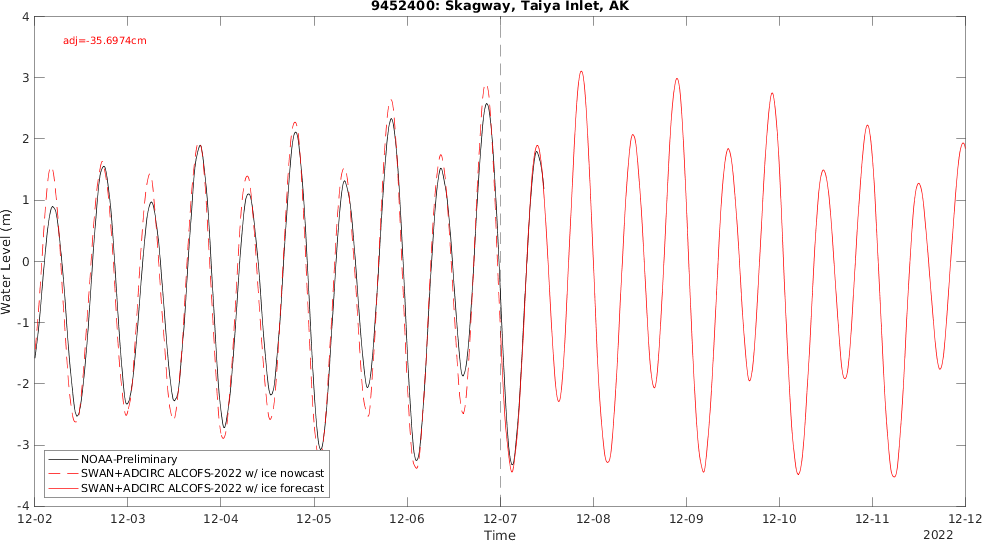 9452400: Skagway, Taiya Inlet, AK
adj=-35.6974cm
4
3
2
1
0
-1
-2
-3
-4
Water Level (m)
NOAA-Preliminary
SWAN+ADCIRC ALCOFS-2022 w/ ice nowcast
SWAN+ADCIRC ALCOFS-2022 w/ ice forecast
12-02 12-03 12-04 12-05 12-06 12-07 12-08 12-09 12-10 12-11 12-12
Time
2022